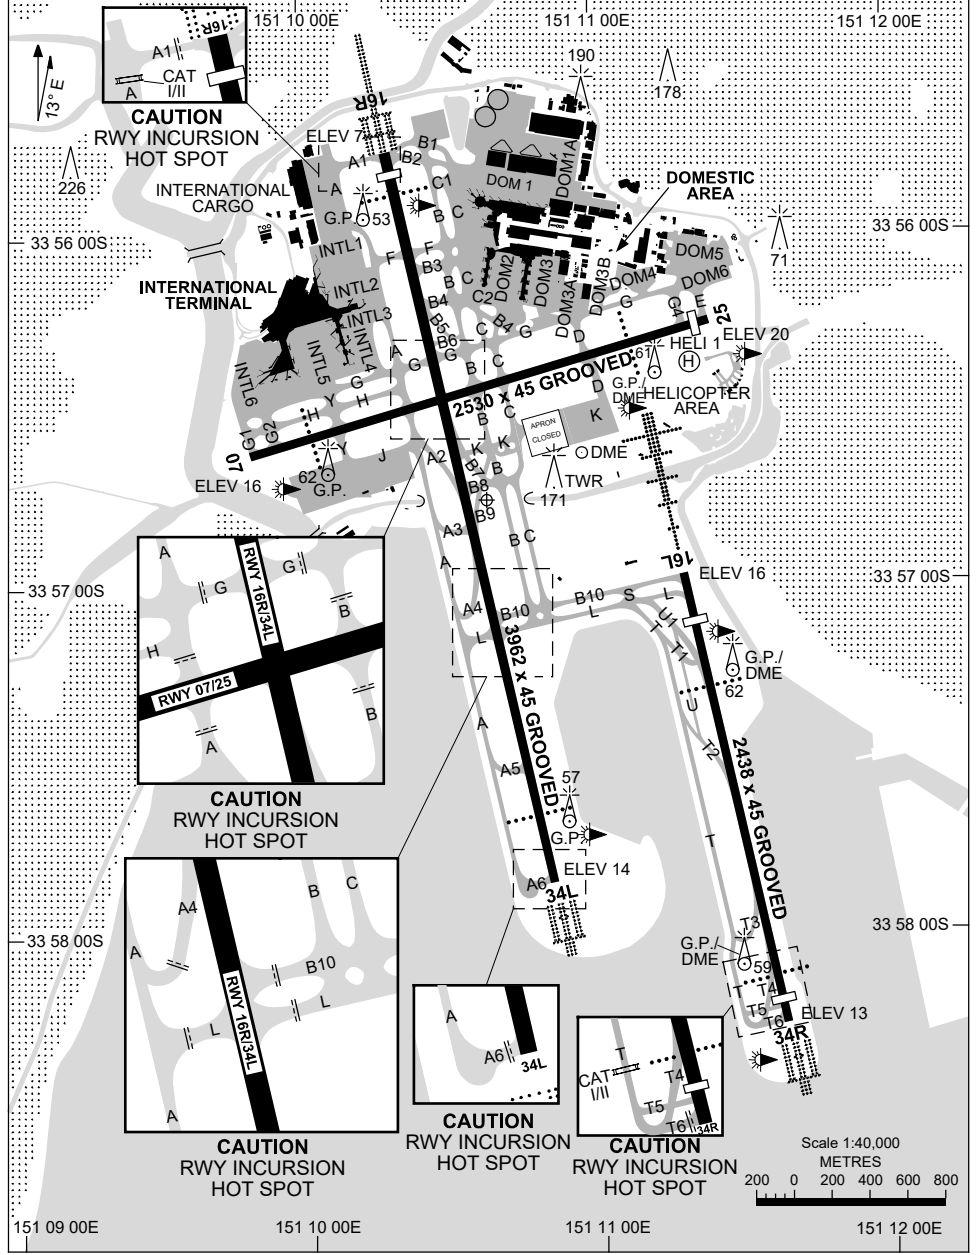 151 10 00E
151 11 00E
151 12 00E
16R
A1
CAT
I/II
A
13° E
CAUTION
RWY INCURSION
HOT SPOT
190
178
226
16R
ELEV 7
B1
B2
A1
A
C1
DOM1A
DOM 1
DOMESTIC
AREA
INTERNATIONAL
CARGO
G.P.
53
B
C
33 56 00S
33 56 00S
71
INTL1
F
F
B3
B
C
DOM2
DOM3
DOM3A
DOM3B
DOM4
DOM5
DOM6
INTERNATIONAL
TERMINAL
INTL2
INTL3
INTL4
INTL5
INTL6
B4
C2
B5
C
B4
G
B6
G
D
G
G4
E
25
ELEV 20
HELI 1
H
61
A
G
B
C
G
Y
H
H
2530 x 45 GROOVED
G.P./
DME
HELICOPTER
AREA
D
K
G1
G2
07
Y
J
A2
B
C
K
K
B7
B
B8
B9
APRON
CLOSED
DME
TWR
171
62
G.P.
ELEV 16
A3
A
B
C
16L
ELEV 16
33 57 00S
33 57 00S
A
G
G
B
H
RWY 16R/34L
RWY 07/25
A
B
CAUTION
RWY INCURSION
HOT SPOT
A4
B10
L
B10
L
S
L
U1
T
T1
U
T2
G.P./
DME
62
3962 x 45 GROOVED
2438 x 45 GROOVED
A
A5
57
G.P.
T
A6
34L
ELEV 14
A4
B
C
A
B10
L
L
RWY 16R/34L
A
CAUTION
RWY INCURSION
HOT SPOT
33 58 00S
33 58 00S
T3
G.P./
DME
59
T
T4
T5
T6
ELEV 13
34R
A
A6
34L
CAUTION
RWY INCURSION
HOT SPOT
T
CAT
I/II
T4
T5
T6
34R
CAUTION
RWY INCURSION
HOT SPOT
Scale 1:40,000
METRES
200 0 200 400 600 800
151 09 00E
151 10 00E
151 11 00E
151 12 00E